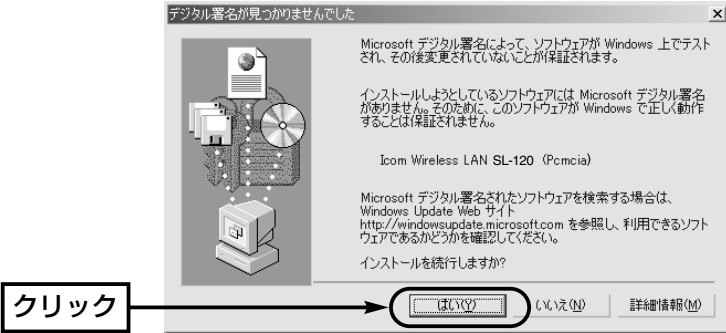 デジタル署名が見つかりませんでした
Microsoft デジタル署名によって、ソフトウェアが Windows 上でテスト
され、その後変更されていないことが保証されます。
インストールしようとしているソフトウェアには Microsoft デジタル署名
がありません。そのために、このソフトウェアが Windows で正しく動作
することは保証されません。
Icom Wireless LAN SL-120 (Pcmcia)
Microsoft デジタル署名されたソフトウェアを検索する場合は、
Windows Update Web サイト
http://windowsupdate.microsoft.com を参照し、利用できるソフト
ウェアであるかどうかを確認してください。
インストールを続行しますか?
クリック
はい(Y)
いいえ(N)
詳細情報(M)